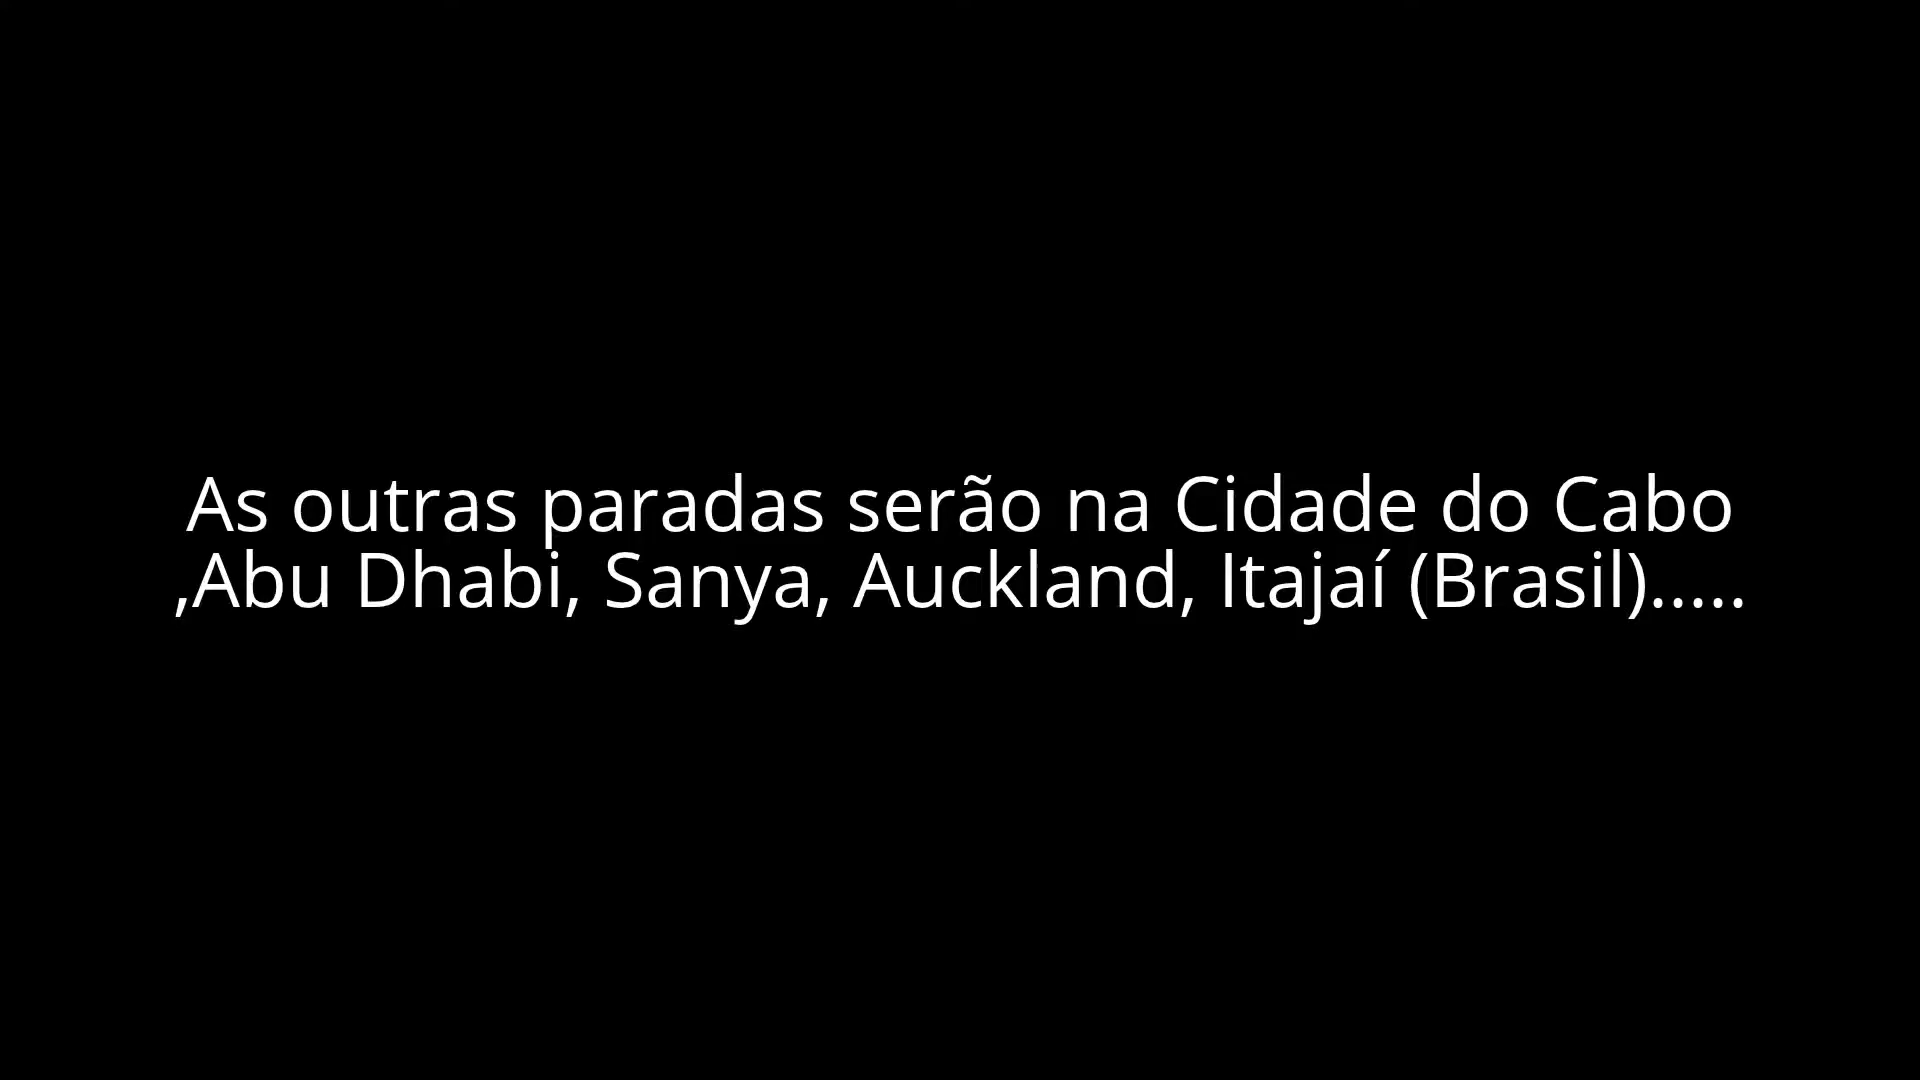 As outras paradas serão na Cidade do Cabo
,Abu Dhabi, Sanya, Auckland, Itajaí (Brasil).....